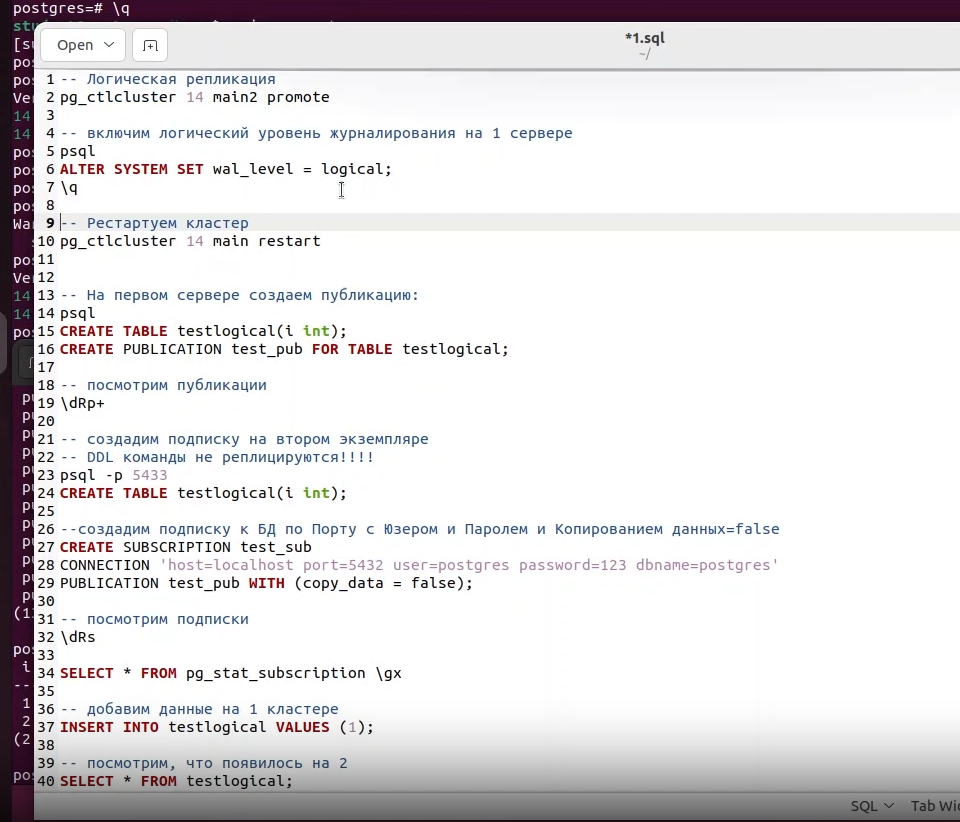 postgres=# \q
Open
*1.sql
~/
1 -- Логическая репликация
2 pg_ctlcluster 14 main2 promote
3
4 -- включим логический уровень журналирования на 1 сервере
5 psql
6 ALTER SYSTEM SET wal_level = logical;
7 \q
8
9 -- Рестартуем кластер
10 pg_ctlcluster 14 main restart
11
12
13 -- На первом сервере создаем публикацию:
14 psql
15 CREATE TABLE testlogical(i int);
16 CREATE PUBLICATION test_pub FOR TABLE testlogical;
17
18 -- посмотрим публикации
19 \dRp+
20
21 -- создадим подписку на втором экземпляре
22 -- DDL команды не реплицируются!!!!
23 psql -p 5433
24 CREATE TABLE testlogical(i int);
25
26 --создадим подписку к БД по Порту с Юзером и Паролем и Копированием данных=false
27 CREATE SUBSCRIPTION test_sub
28 CONNECTION 'host=localhost port=5432 user=postgres password=123 dbname=postgres'
29 PUBLICATION test_pub WITH (copy_data = false);
30
31 -- посмотрим подписки
32 \dRs
33
34 SELECT * FROM pg_stat_subscription \gx
35
36 -- добавим данные на 1 кластере
37 INSERT INTO testlogical VALUES (1);
38
39 -- посмотрим, что появилось на 2
40 SELECT * FROM testlogical;
SQL